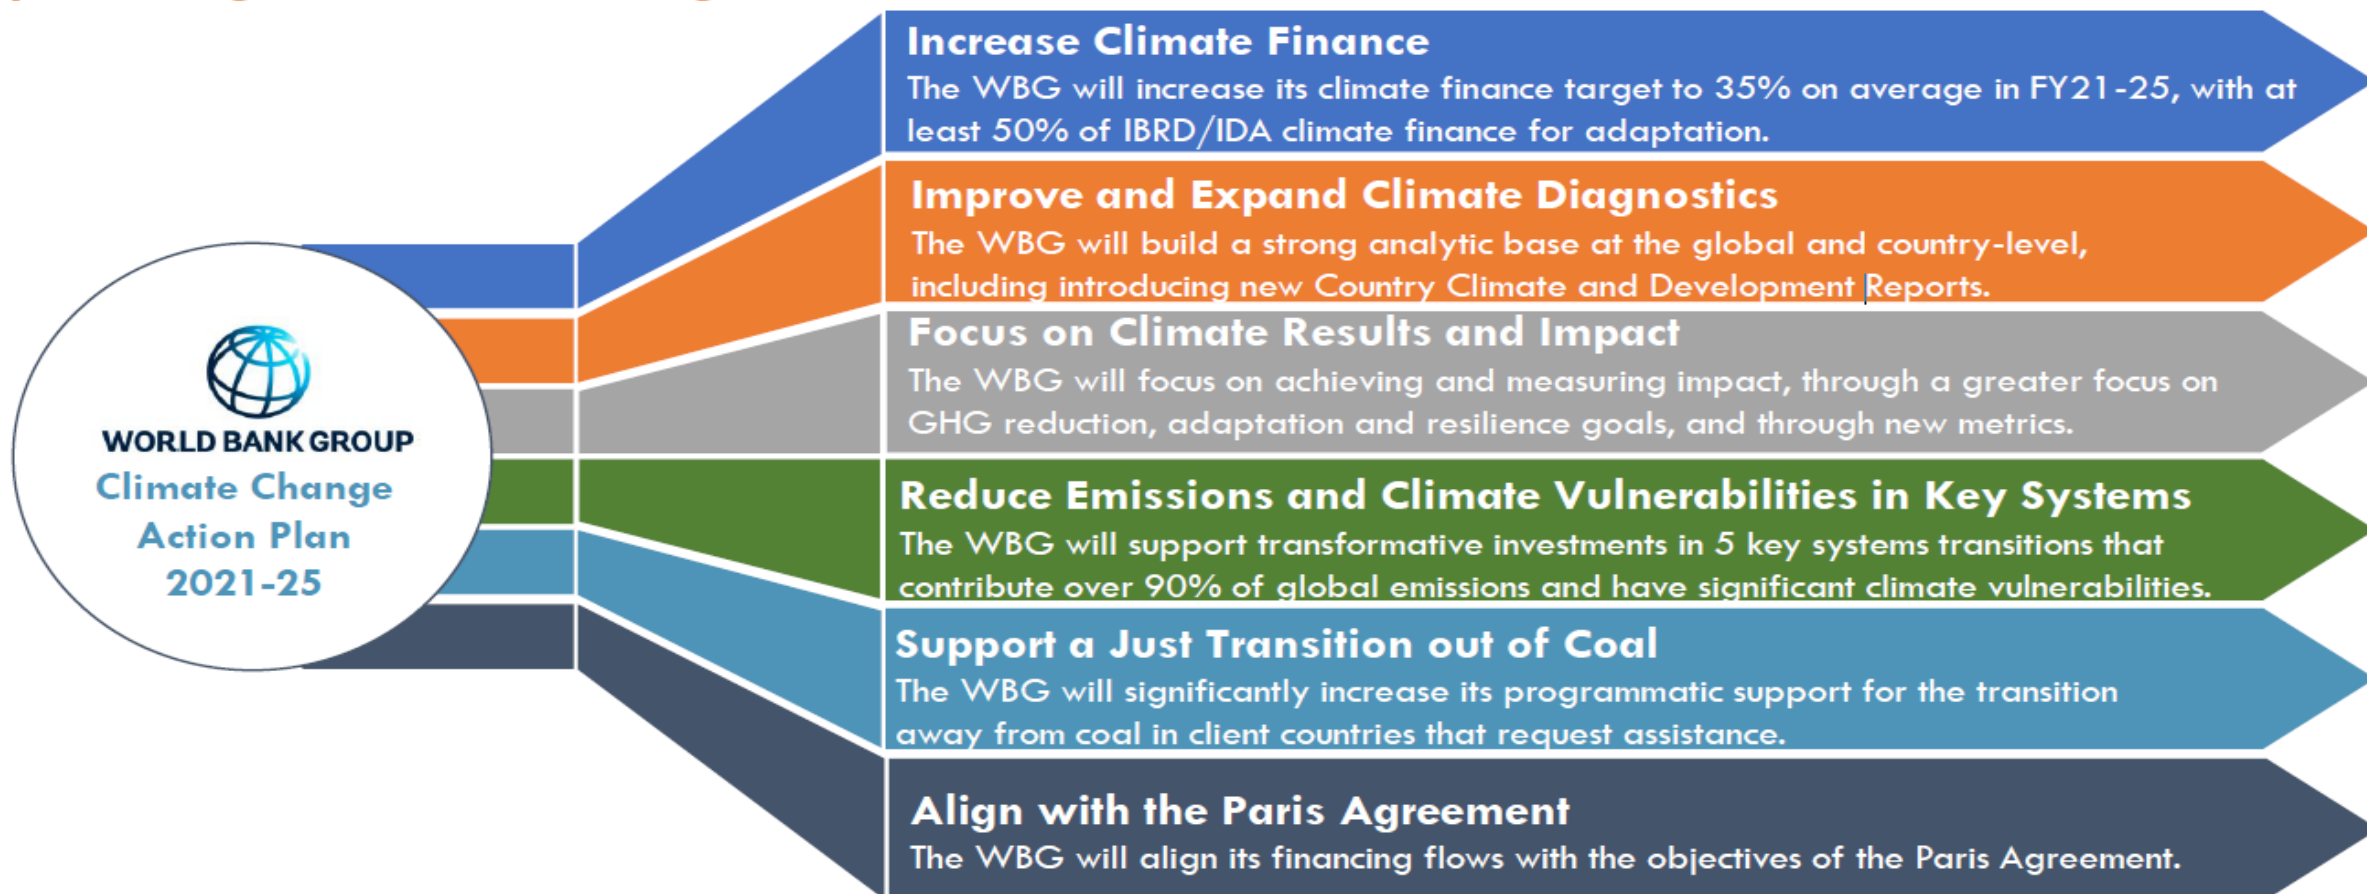 WORLD BANK GROUP
Climate Change
Action Plan
2021-25
Increase Climate Finance
The WBG will increase its climate finance target to 35% on average in FY21-25, with at
least 50% of IBRD/IDA climate finance for adaptation.
Improve and Expand Climate Diagnostics
The WBG will build a strong analytic base at the global and country-level,
including introducing new Country Climate and Development Reports.
Focus on Climate Results and Impact
The WBG will focus on achieving and measuring impact, through a greater focus on
GHG reduction, adaptation and resilience goals, and through new metrics.
Reduce Emissions and Climate Vulnerabilities in Key Systems
The WBG will support transformative investments in 5 key systems transitions that
contribute over 90% of global emissions and have significant climate vulnerabilities.
Support a Just Transition out of Coal
The WBG will significantly increase its programmatic support for the transition
away from coal in client countries that request assistance.
Align with the Paris Agreement
The WBG will align its financing flows with the objectives of the Paris Agreement.